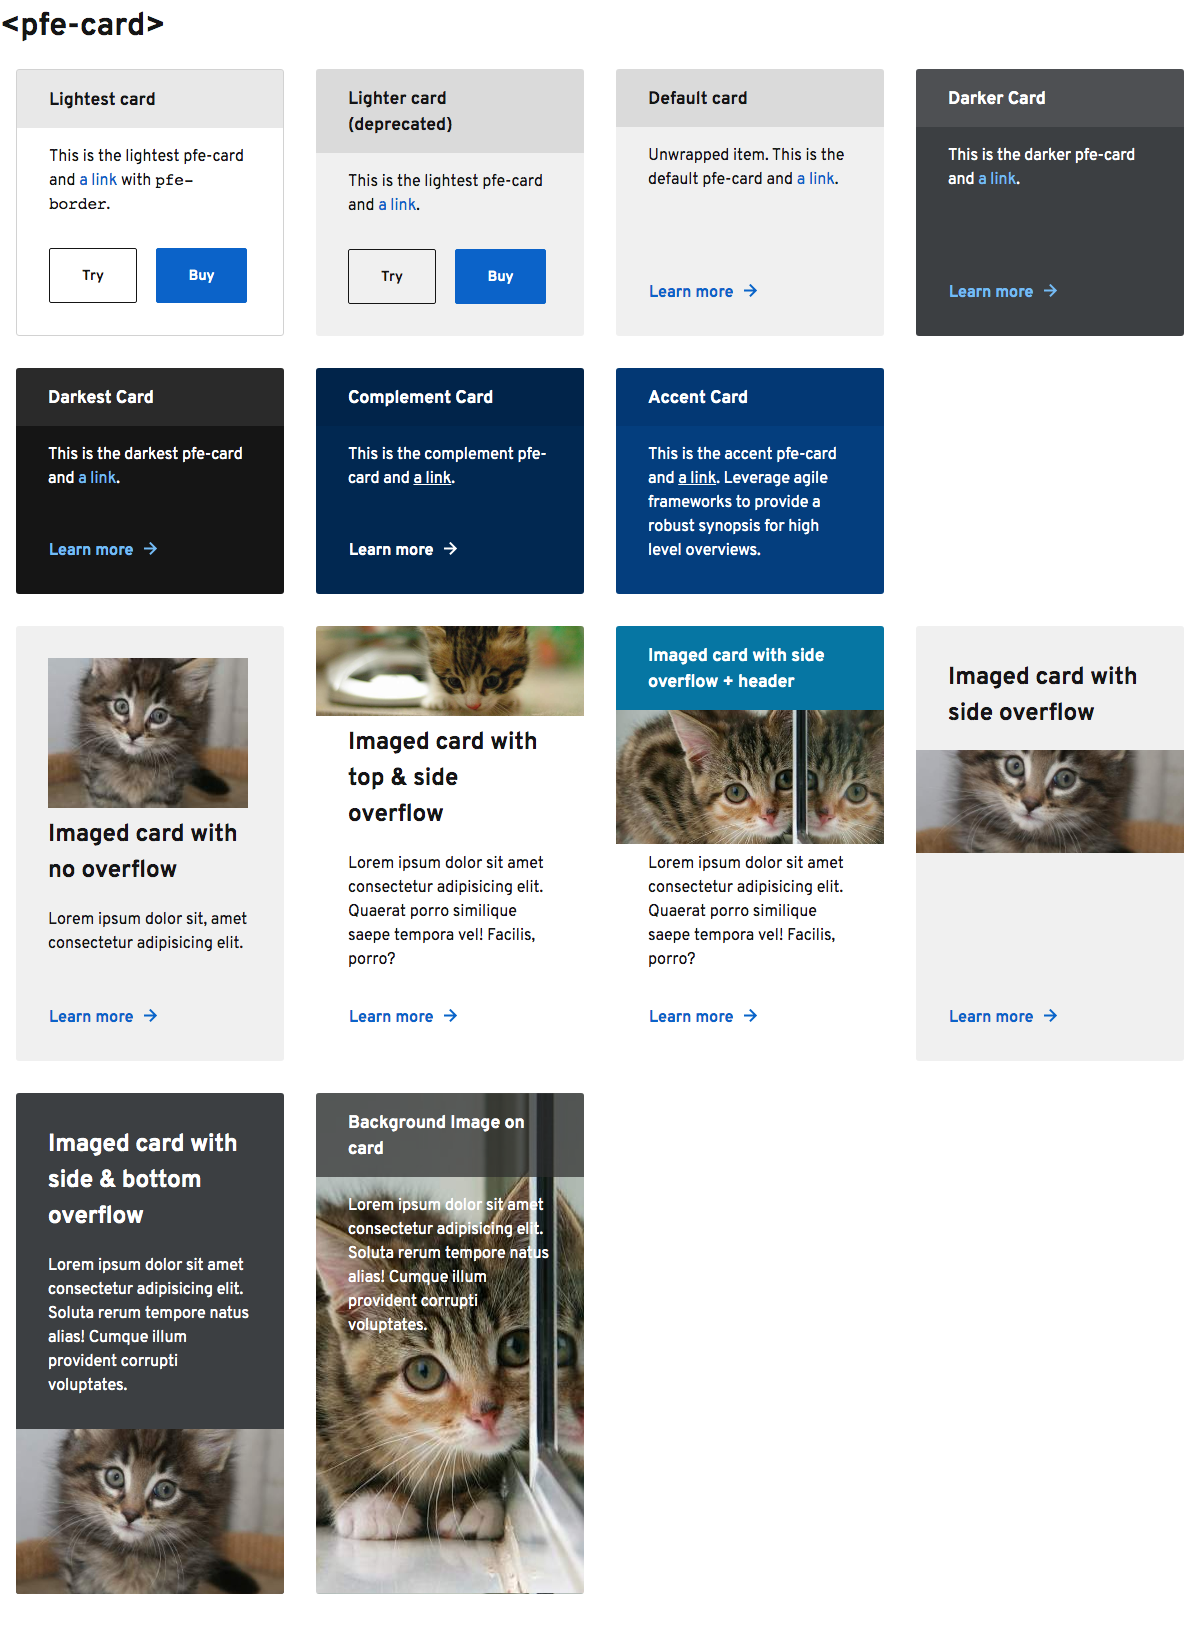 <pfe-card>
Lightest card
This is the lightest pfe-card
and a link with pfe-
border.
Try
Buy
Lighter card
(deprecated)
This is the lightest pfe-card
and a link.
Try
Buy
Default card
Unwrapped item. This is the
default pfe-card and a link.
Learn more
Darker Card
This is the darker pfe-card
and a link.
Learn more
Darkest Card
This is the darkest pfe-card
and a link.
Learn more
Complement Card
This is the complement pfe-
card and a link.
Learn more
Accent Card
This is the accent pfe-card
and a link. Leverage agile
frameworks to provide a
robust synopsis for high
level overviews.
Imaged card with
no overflow
Lorem ipsum dolor sit, amet
consectetur adipisicing elit.
Learn more
Imaged card with
top & side
overflow
Lorem ipsum dolor sit amet
consectetur adipisicing elit.
Quaerat porro similique
saepe tempora vel! Facilis,
porro?
Learn more
Imaged card with side
overflow + header
Lorem ipsum dolor sit amet
consectetur adipisicing elit.
Quaerat porro similique
saepe tempora vel! Facilis,
porro?
Learn more
Imaged card with
side overflow
Learn more
Imaged card with
side & bottom
overflow
Lorem ipsum dolor sit amet
consectetur adipisicing elit.
Soluta rerum tempore natus
alias! Cumque illum
provident corrupti
voluptates.
Background Image on
card
Lorem ipsum dolor sit amet
consectetur adipisicing elit.
Soluta rerum tempore natus
alias! Cumque illum
provident corrupti
voluptates.